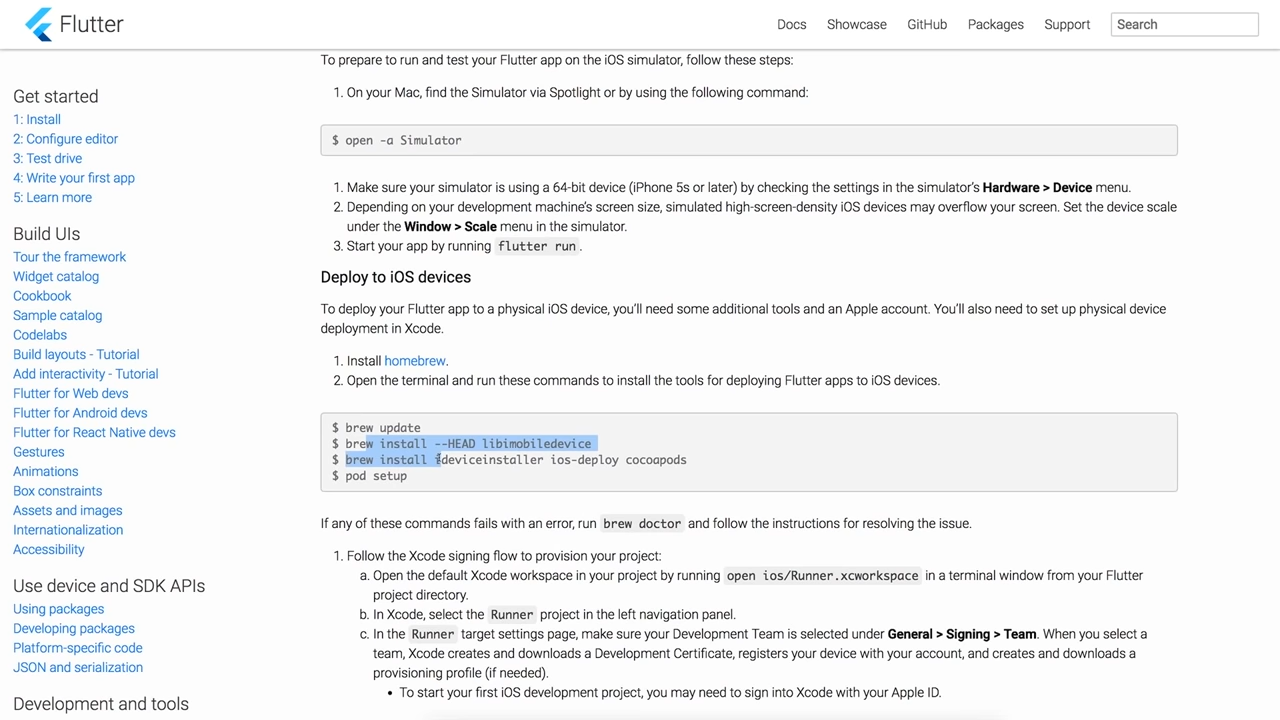 Flutter
Docs Showcase GitHub Packages Support Search
Get started
1: Install
2: Configure editor
3: Test drive
4: Write your first app
5: Learn more
Build UIs
Tour the framework
Widget catalog
Cookbook
Sample catalog
Codelabs
Build layouts - Tutorial
Add interactivity - Tutorial
Flutter for Web devs
Flutter for Android devs
Flutter for React Native devs
Gestures
Animations
Box constraints
Assets and images
Internationalization
Accessibility
Use device and SDK APIs
Using packages
Developing packages
Platform-specific code
JSON and serialization
Development and tools
To prepare to run and test your Flutter app on the iOS simulator, follow these steps:
1. On your Mac, find the Simulator via Spotlight or by using the following command:
$ open -a Simulator
1. Make sure your simulator is using a 64-bit device (iPhone 5s or later) by checking the settings in the simulator's Hardware > Device menu.
2. Depending on your development machine's screen size, simulated high-screen-density iOS devices may overflow your screen. Set the device scale
under the Window > Scale menu in the simulator.
3. Start your app by running flutter run.
Deploy to iOS devices
To deploy your Flutter app to a physical iOS device, you'll need some additional tools and an Apple account. You'll also need to set up physical device
deployment in Xcode.
1. Install homebrew.
2. Open the terminal and run these commands to install the tools for deploying Flutter apps to iOS devices.
$ brew update
$ brew install --HEAD libimobiledevice
$ brew install ideviceinstaller ios-deploy cocoapods
$ pod setup
If any of these commands fails with an error, run brew doctor and follow the instructions for resolving the issue.
1. Follow the Xcode signing flow to provision your project:
a. Open the default Xcode workspace in your project by running open ios/Runner.xcworkspace in a terminal window from your Flutter
project directory.
b. In Xcode, select the Runner project in the left navigation panel.
c. In the Runner target settings page, make sure your Development Team is selected under General > Signing > Team. When you select a
team, Xcode creates and downloads a Development Certificate, registers your device with your account, and creates and downloads a
provisioning profile (if needed).
• To start your first iOS development project, you may need to sign into Xcode with your Apple ID.